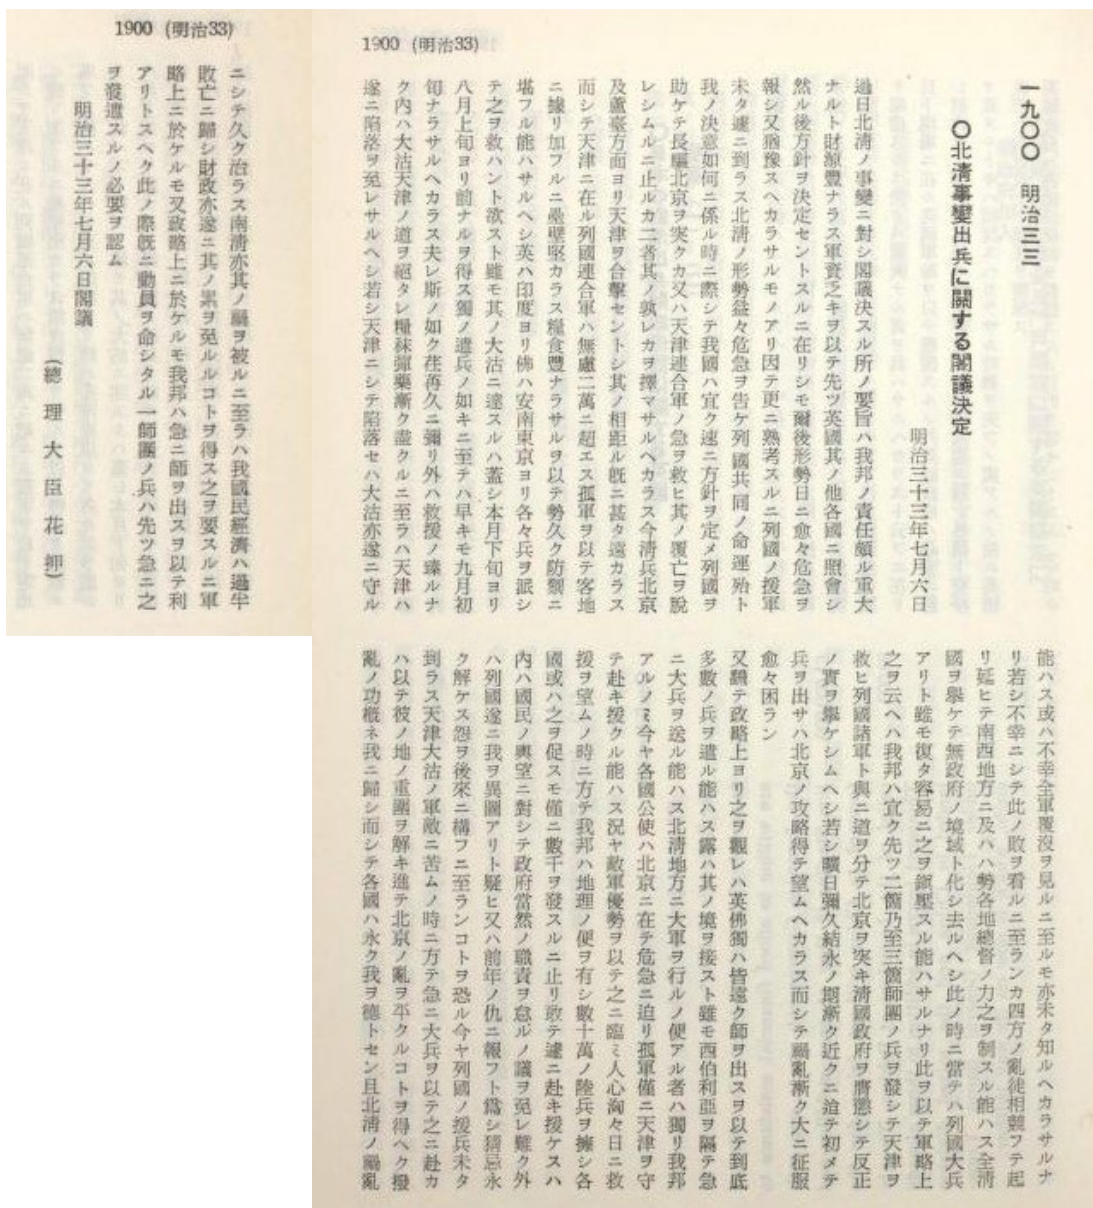 1900 (明治33)
一九〇〇 明治三三
〇北清事變出兵に關する閣議決定
明治三十三年七月六日
過日北清ノ事變ニ對シ閣議決スル所ノ要旨ハ我邦ノ責任頗ル重大
ナルト財源豐ナラス軍資乏キヲ以テ先ツ英國其ノ他各國ニ照會シ
然ル後方針ヲ決定セントスルニ在リシモ爾後形勢日ニ愈々危急ヲ
報シ又猶豫スヘカラサルモノアリ因テ更ニ熟考スルニ列國ノ援軍
未タ遽ニ到ラス北清ノ形勢益々危急ヲ告ケ列國共同ノ命運殆ト
我ノ決意如何ニ係ル時ニ際シテ我國ハ宜ク速ニ方針ヲ定メ列國ヲ
助ケテ長驅北京ヲ突クカ又ハ天津連合軍ノ急ヲ救ヒ其ノ覆亡ヲ脫
レシムルニ止ルカ二者其ノ孰レカヲ擇マサルヘカラス今清兵北京
及蘆臺方面ヨリ天津ヲ合擊セントシ其ノ相距ル既ニ甚タ遠カラス
而シテ天津ニ在ル列國連合軍ハ無慮二萬ニ超エス孤軍ヲ以テ客地
ニ據リ加フルニ壘壁堅カラス糧食豐ナラサルヲ以テ勢久ク防禦ニ
堪フル能ハサルヘシ英ハ印度ヨリ佛ハ安南東京ヨリ各々兵ヲ派シ
テ之ヲ救ハント欲スト雖モ其ノ大沽ニ達スルハ蓋シ本月下旬ヨリ
八月上旬ヨリ前ナルヲ得ス獨ノ遣兵ノ如キニ至テハ早キモ九月初
旬ナラサルヘカラス夫レ斯ノ如ク荏苒久ニ彌リ外ハ救援ノ臻ルナ
ク內ハ大沽天津ノ道ヲ絕タレ糧秣彈藥漸ク盡クルニ至ラハ天津ハ
遂ニ陷落ヲ免レサルヘシ若シ天津ニシテ陷落セハ大沽亦遂ニ守ル
能ハス或ハ不幸全軍覆沒ヲ見ルニ至ルモ亦未タ知ルヘカラサルナ
リ若シ不幸ニシテ此ノ敗ヲ看ルニ至ランカ四方ノ亂徒相競フテ起
リ延ヒテ南西地方ニ及ハハ勢各地總督ノ力之ヲ制スル能ハス全清
國ヲ擧ケテ無政府ノ境域ト化シ去ルヘシ此ノ時ニ當テハ列國大兵
アリト雖モ復タ容易ニ之ヲ鎭壓スル能ハサルナリ此ヲ以テ軍略上
之ヲ云ヘハ我邦ハ宜ク先ツ二箇乃至三箇師團ノ兵ヲ發シテ天津ヲ
救ヒ列國諸軍ト與ニ道ヲ分テ北京ヲ突キ清國政府ヲ膺懲シテ反正
ノ實ヲ擧ケシムヘシ若シ曠日彌久結氷ノ期漸ク近クニ迨テ初メテ
兵ヲ出サハ北京ノ攻略得テ望ムヘカラス而シテ禍亂漸ク大ニ征服
愈々困ラン
又飜テ政略上ヨリ之ヲ觀レハ英佛獨ハ皆遠ク師ヲ出スヲ以テ到底
多數ノ兵ヲ遣ル能ハス露ハ其ノ境ヲ接スト雖モ西伯利亞ヲ隔テ急
ニ大兵ヲ送ル能ハス北清地方ニ大軍ヲ行ルノ便アル者ハ獨リ我邦
アルノミ今ヤ各國公使ハ北京ニ在テ危急ニ迫リ孤軍僅ニ天津ヲ守
テ赴キ援クル能ハス況ヤ敵軍優勢ヲ以テ之ニ臨ミ人心洶々日ニ救
援ヲ望ムノ時ニ方テ我邦ハ地理ノ便ヲ有シ數十萬ノ陸兵ヲ擁シ各
國或ハ之ヲ促スモ僅ニ數千ヲ發スルニ止リ敢テ遽ニ赴キ援ケスハ
內ハ國民ノ輿望ニ對シテ政府當然ノ職責ヲ怠ルノ議ヲ免レ難ク外
ハ列國遂ニ我ヲ異圖アリト疑ヒ又ハ前年ノ仇ニ報フト爲シ猜忌永
ク解ケス怨ヲ後來ニ構フニ至ランコトヲ恐ル今ヤ列國ノ援兵未タ
到ラス天津大沽ノ軍敵ニ苦ムノ時ニ方テ急ニ大兵ヲ以テ之ニ赴カ
ハ以テ彼ノ地ノ重圍ヲ解キ進テ北京ノ亂ヲ平クルコトヲ得ヘク撥
亂ノ功槪ネ我ニ歸シ而シテ各國ハ永ク我ヲ德トセン且北清ノ禍亂
1900 (明治33)
ニシテ久ク治ラス南清亦其ノ禍ヲ被ルニ至ラハ我國民經濟ハ過半
敗亡ニ歸シ財政亦遂ニ其ノ累ヲ免ルルコトヲ得ス之ヲ要スルニ軍
略上ニ於ケルモ又政略上ニ於ケルモ我邦ハ急ニ師ヲ出スヲ以テ利
アリトスヘク此ノ際既ニ動員ヲ命シタル一師團ノ兵ハ先ツ急ニ之
ヲ發遣スルノ必要ヲ認ム
明治三十三年七月六日閣議
(總理大臣花押)